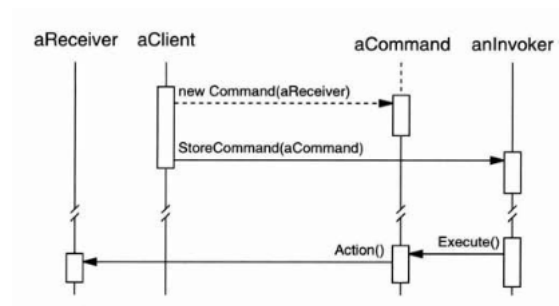 aReceiver aClient aCommand anInvoker
new Command(aReceiver)
StoreCommand(aCommand)
Action() Execute()